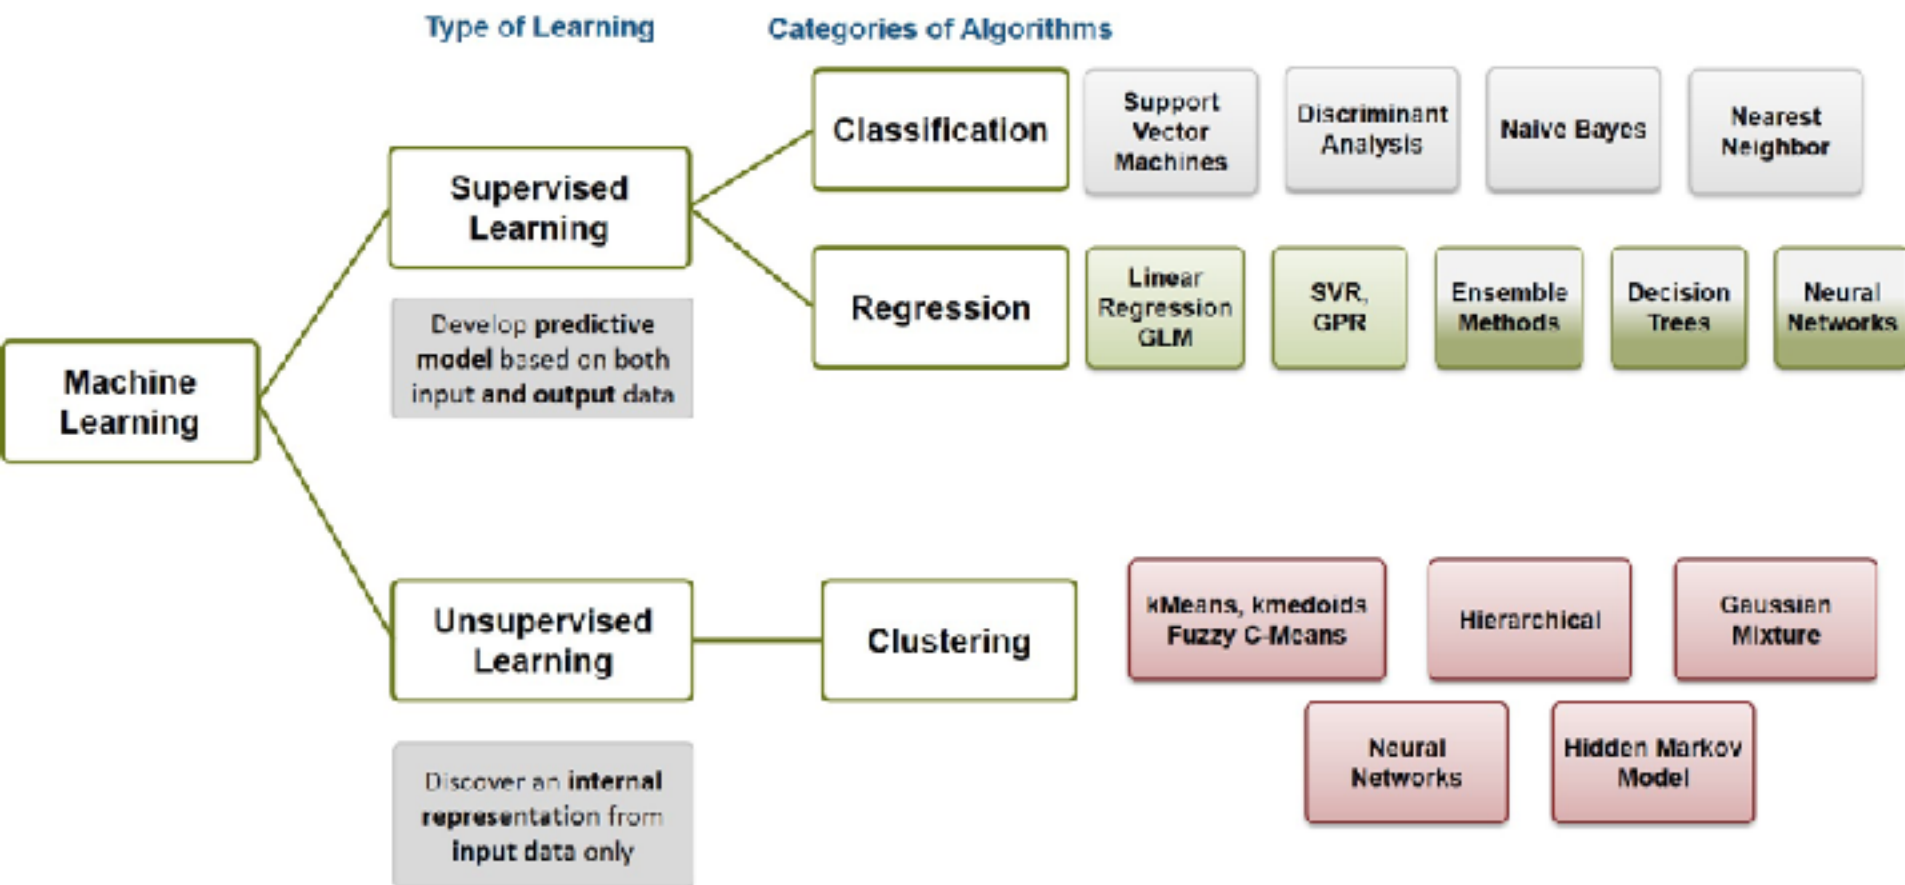 Type of Learning
Categories of Algorithms
Machine
Learning
Supervised
Learning
Develop predictive
model based on both
input and output data
Classification
Support
Vector
Machines
Discriminant
Analysis
Naive Bayes
Nearest
Neighbor
Regression
Linear
Regression
GLM
SVR,
GPR
Ensemble
Methods
Decision
Trees
Neural
Networks
Unsupervised
Learning
Discover an internal
representation from
input data only
Clustering
kMeans, kmedoids
Fuzzy C-Means
Hierarchical
Gaussian
Mixture
Neural
Networks
Hidden Markov
Model